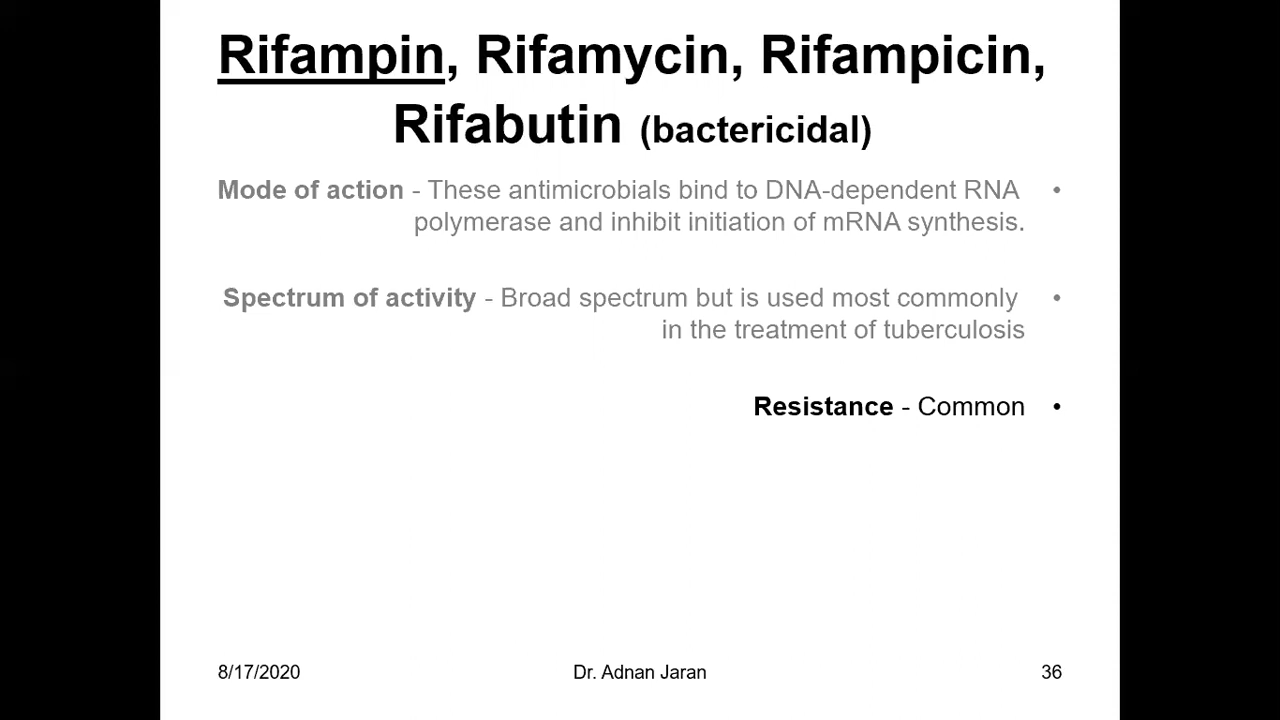 Rifampin, Rifamycin, Rifampicin,
Rifabutin (bactericidal)
Mode of action - These antimicrobials bind to DNA-dependent RNA •
polymerase and inhibit initiation of mRNA synthesis.
Spectrum of activity - Broad spectrum but is used most commonly •
in the treatment of tuberculosis
Resistance - Common •
8/17/2020 Dr. Adnan Jaran 36